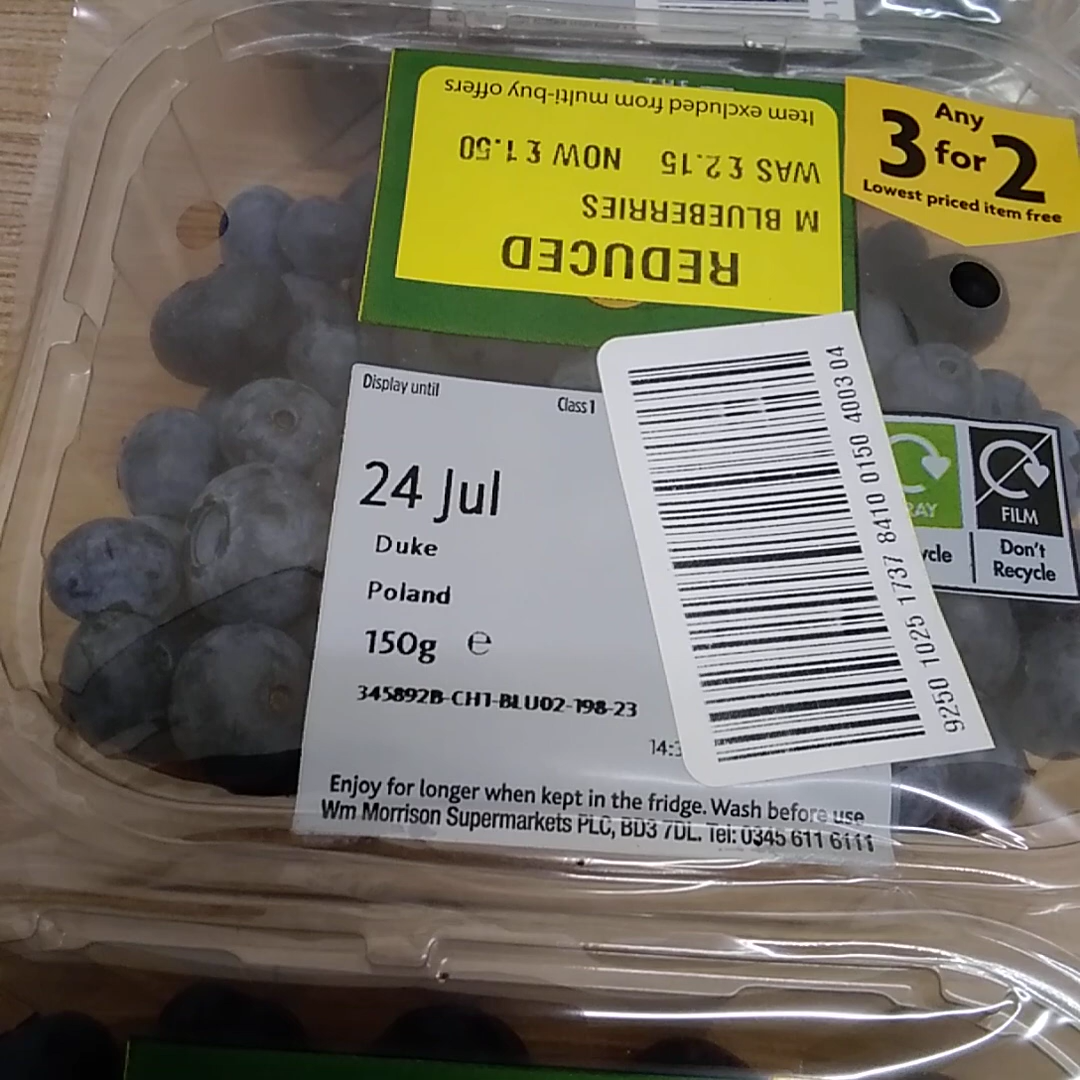 REDUCED
M BLUEBERRIES
WAS £2.15 NOW £1.50
Item excluded from multi-buy offers
Any
3 for 2
Lowest priced item free
Display until
Class 1
24 Jul
Duke
Poland
150g e
345892B-CH1-BLU02-198-23
14:3
Enjoy for longer when kept in the fridge. Wash before use
Wm Morrison Supermarkets PLC, BD3 7DL. Tel: 0345 611 6111
9250 1025 1737 8410 0150 4003 04
FILM
Don't
Recycle